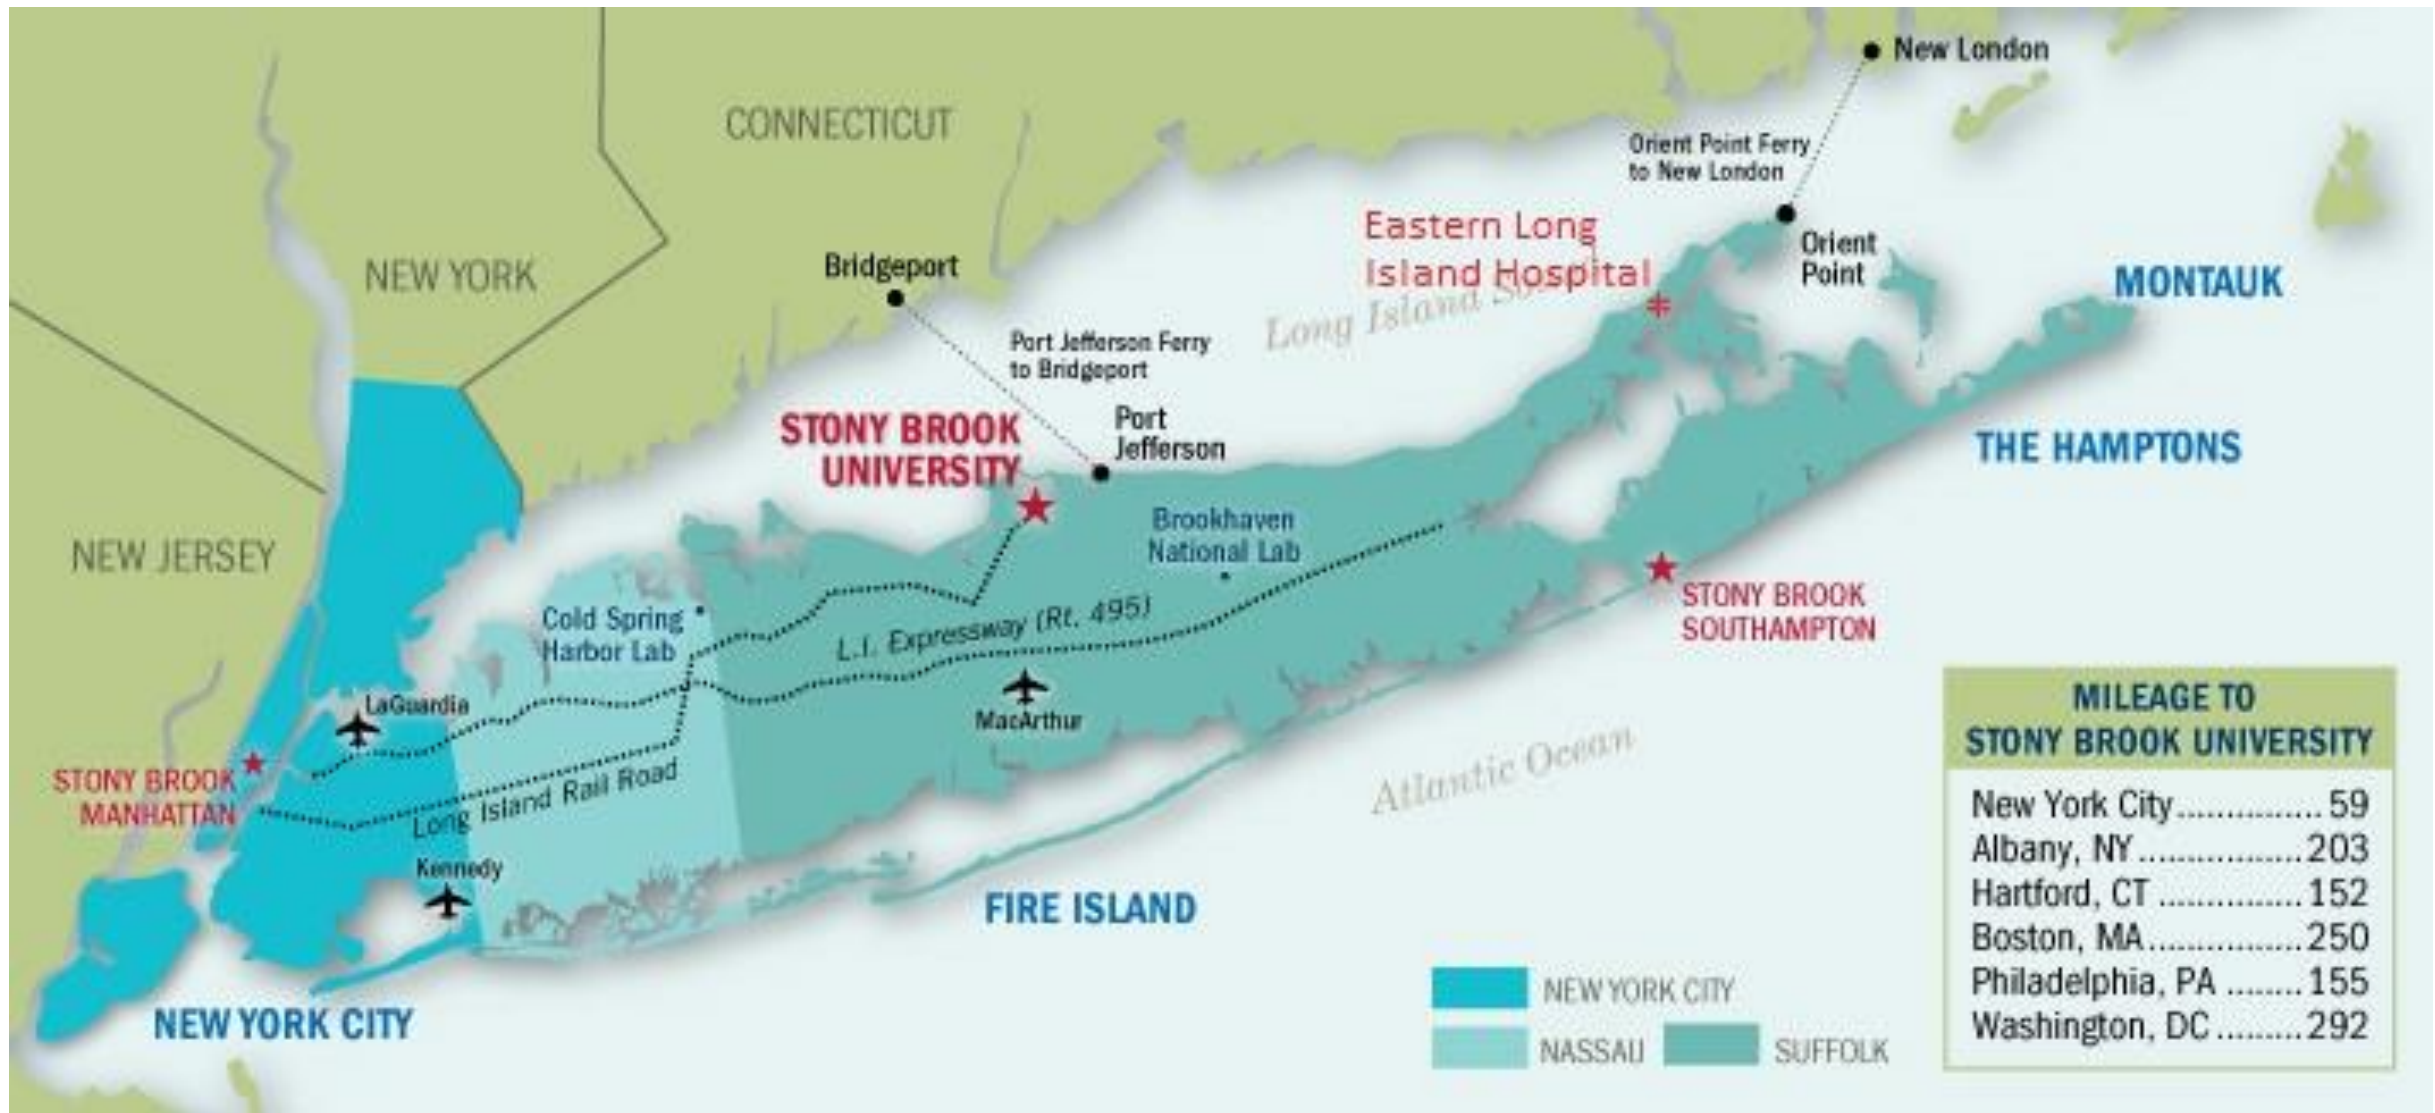 New London
CONNECTICUT
Orient Point Ferry
to New London
Eastern Long
Island Hospital
Orient
Point
NEW YORK
Bridgeport
MONTAUK
Long Island So
Port Jefferson Ferry
to Bridgeport
STONY BROOK
UNIVERSITY
Port
Jefferson
THE HAMPTONS
Brookhaven
National Lab
NEW JERSEY
Cold Spring
Harbor Lab
L.I. Expressway (Rt. 495)
STONY BROOK
SOUTHAMPTON
LaGuardia
MacArthur
STONY BROOK
MANHATTAN
Long Island Rail Road
Atlantic Ocean
Kennedy
FIRE ISLAND
NEW YORK CITY
NEW YORK CITY
NASSAU
SUFFOLK
MILEAGE TO
STONY BROOK UNIVERSITY
New York City...............59
Albany, NY.................203
Hartford, CT ...............152
Boston, MA................250
Philadelphia, PA ........155
Washington, DC.........292